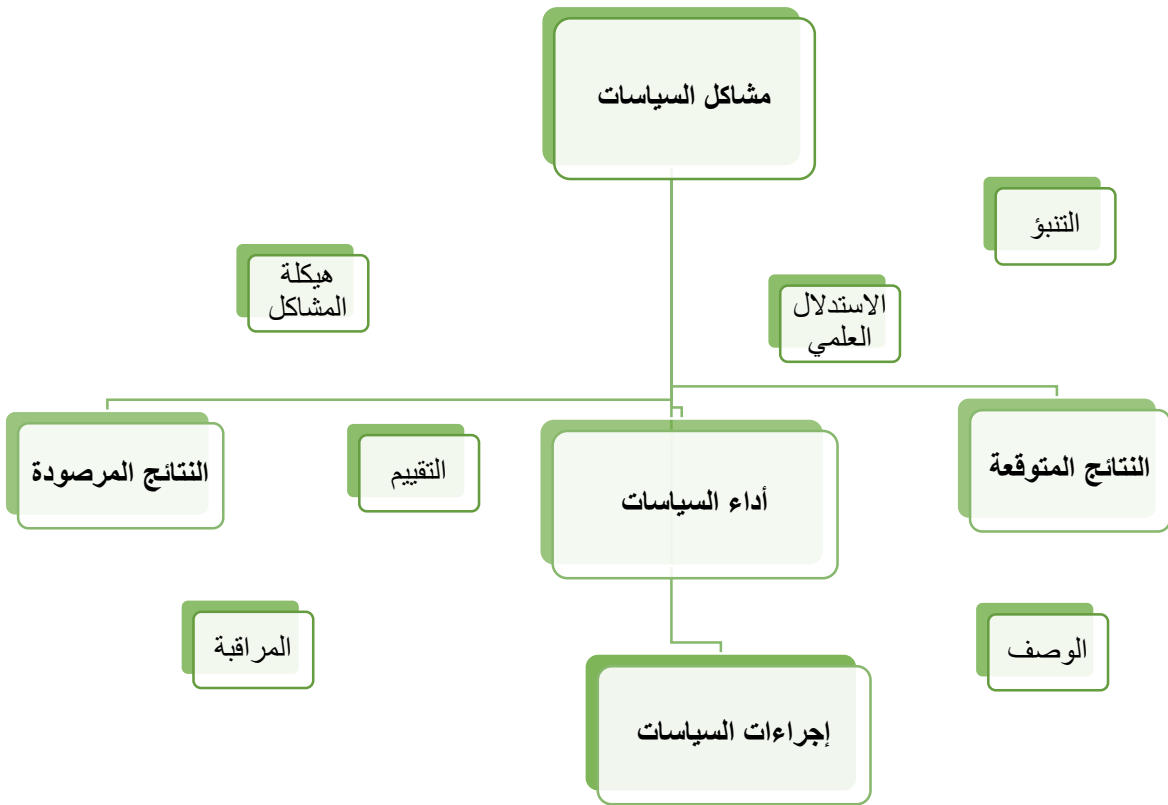 مشاكل السياسات
التنبؤ
هيكلة
المشاكل
الاستدلال
العلمي
النتائج المتوقعة
أداء السياسات
التقييم
النتائج المرصودة
الوصف
المراقبة
إجراءات السياسات